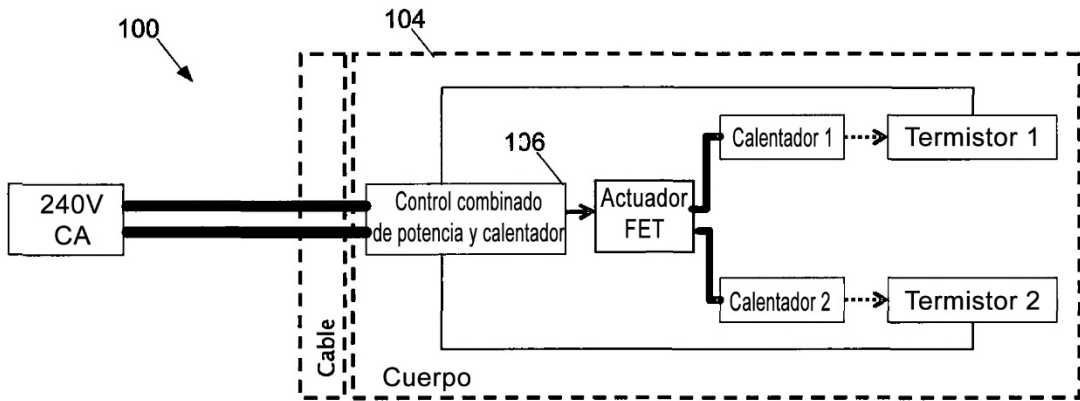 100
104
106
240V
CA
Control combinado
de potencia y calentador
Actuador
FET
Calentador 1
Termistor 1
Calentador 2
Termistor 2
Cable
Cuerpo